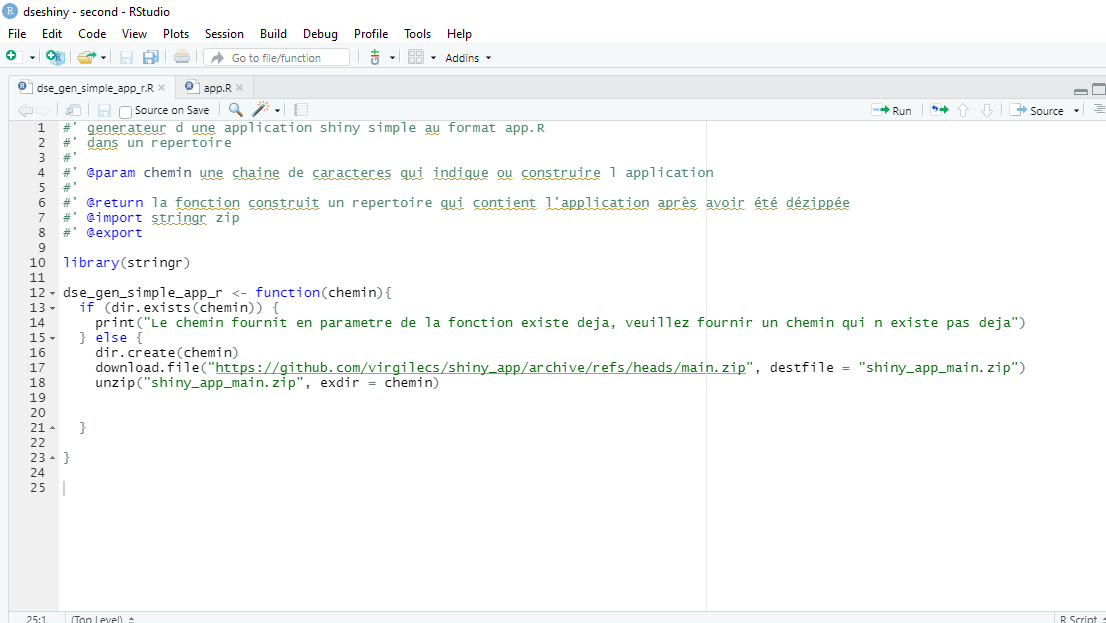 dseshiny - second - RStudio
File Edit Code View Plots Session Build Debug Profile Tools Help
Go to file/function Addins
dse_gen_simple_app_r.R app.R
Source on Save Run Source
1 #' generateur d une application shiny simple au format app.R
2 #' dans un repertoire
3 #'
4 #' @param chemin une chaine de caracteres qui indique ou construire l application
5 #'
6 #' @return la fonction construit un repertoire qui contient l'application après avoir été dézippée
7 #' @import stringr zip
8 #' @export
9
10 library(stringr)
11
12 dse_gen_simple_app_r <- function(chemin){
13 if (dir.exists(chemin)) {
14 print("Le chemin fournit en parametre de la fonction existe deja, veuillez fournir un chemin qui n existe pas deja")
15 } else {
16 dir.create(chemin)
17 download.file("https://github.com/virgilecs/shiny_app/archive/refs/heads/main.zip", destfile = "shiny_app_main.zip")
18 unzip("shiny_app_main.zip", exdir = chemin)
19
20
21 }
22
23 }
24
25
25:1 (Top Level) R Script